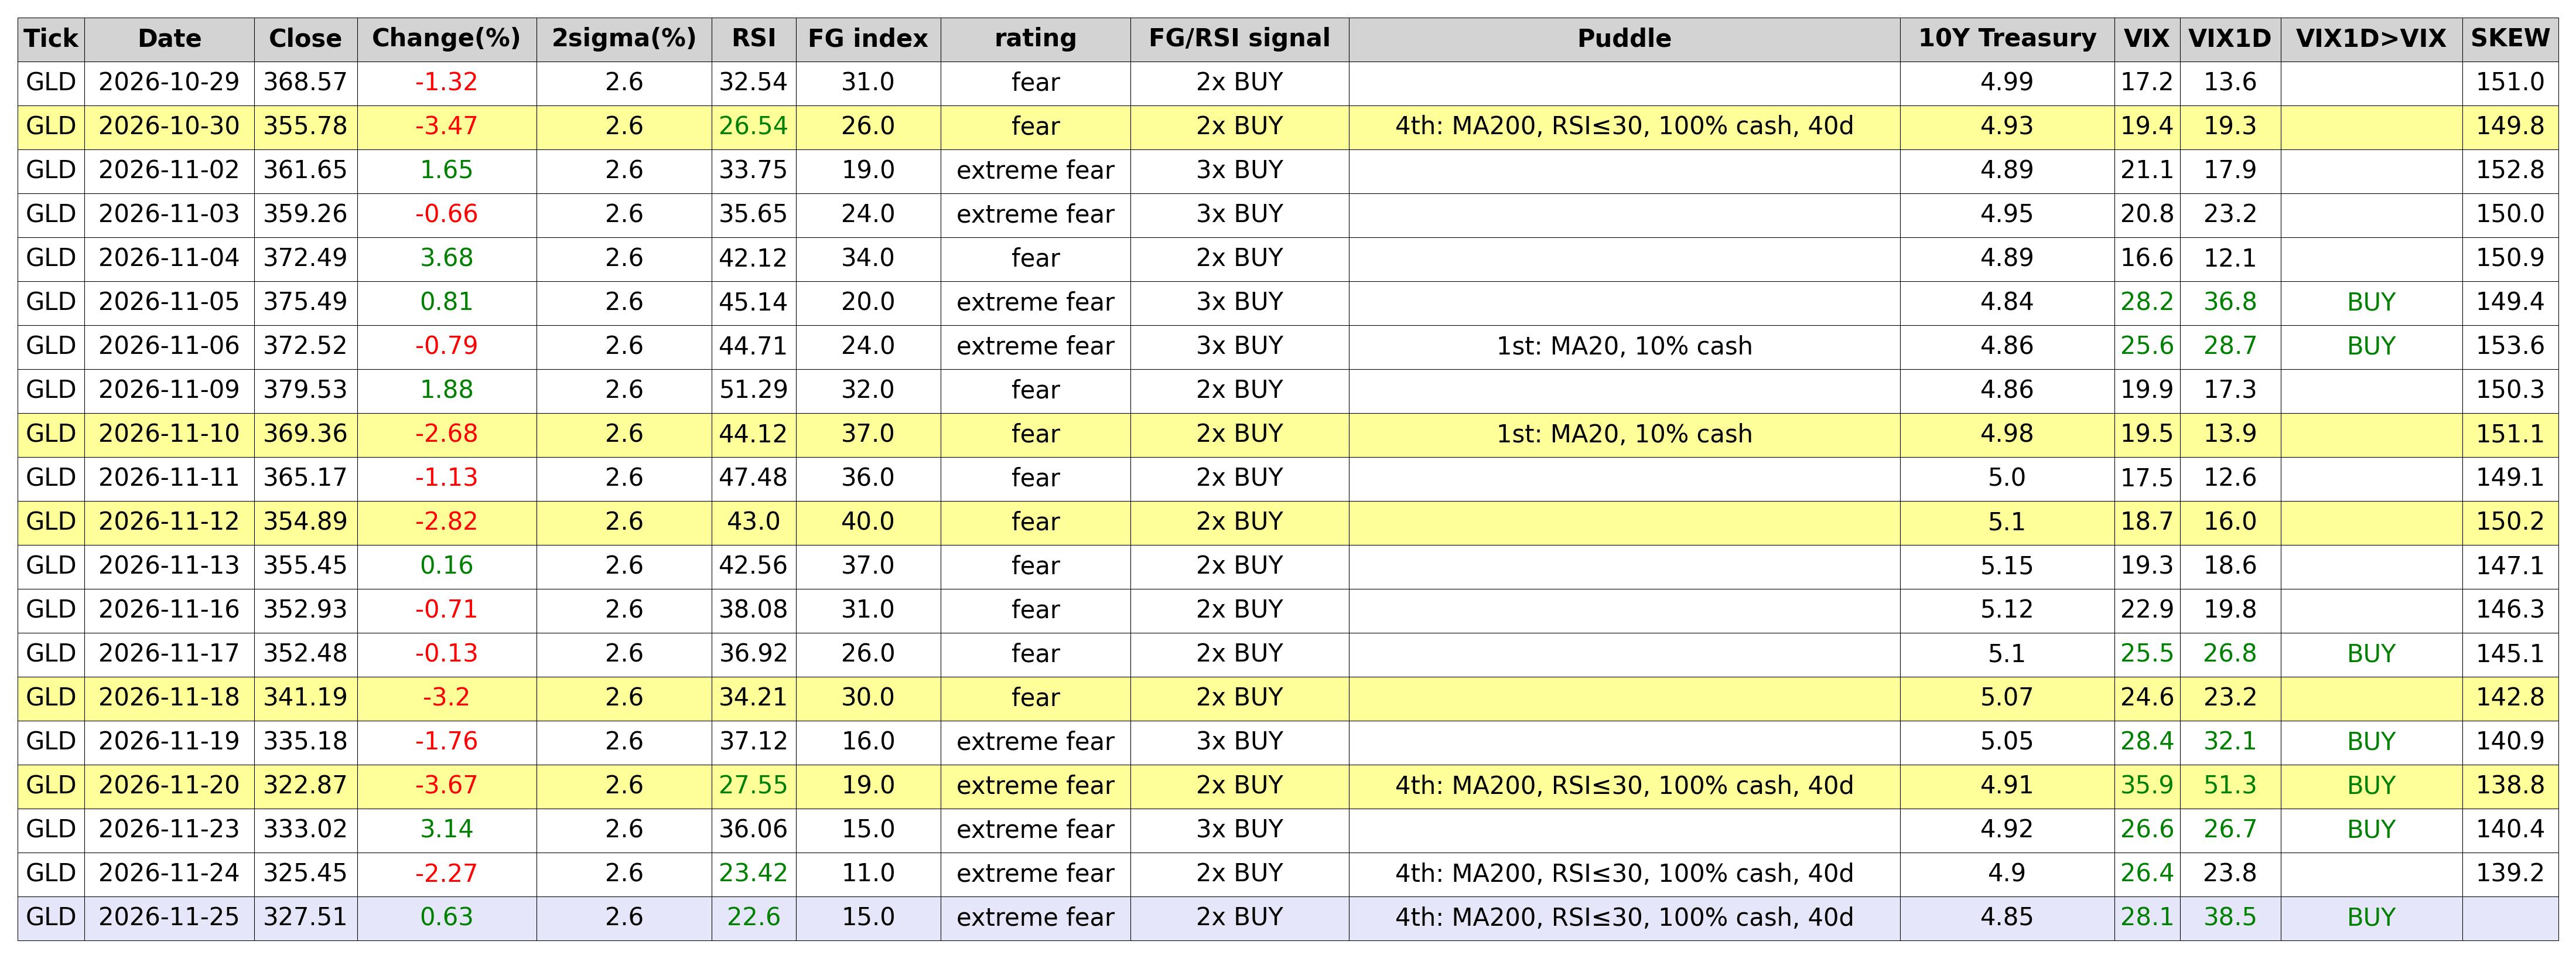 Tick Date Close Change(%) 2sigma(%) RSI FG index rating FG/RSI signal Puddle 10Y Treasury VIX VIX1D VIX1D>VIX SKEW
GLD 2026-10-29 368.57 -1.32 2.6 32.54 31.0 fear 2x BUY 4.99 17.2 13.6 151.0
GLD 2026-10-30 355.78 -3.47 2.6 26.54 26.0 fear 2x BUY 4th: MA200, RSI≤30, 100% cash, 40d 4.93 19.4 19.3 149.8
GLD 2026-11-02 361.65 1.65 2.6 33.75 19.0 extreme fear 3x BUY 4.89 21.1 17.9 152.8
GLD 2026-11-03 359.26 -0.66 2.6 35.65 24.0 extreme fear 3x BUY 4.95 20.8 23.2 150.0
GLD 2026-11-04 372.49 3.68 2.6 42.12 34.0 fear 2x BUY 4.89 16.6 12.1 150.9
GLD 2026-11-05 375.49 0.81 2.6 45.14 20.0 extreme fear 3x BUY 4.84 28.2 36.8 BUY 149.4
GLD 2026-11-06 372.52 -0.79 2.6 44.71 24.0 extreme fear 3x BUY 1st: MA20, 10% cash 4.86 25.6 28.7 BUY 153.6
GLD 2026-11-09 379.53 1.88 2.6 51.29 32.0 fear 2x BUY 4.86 19.9 17.3 150.3
GLD 2026-11-10 369.36 -2.68 2.6 44.12 37.0 fear 2x BUY 1st: MA20, 10% cash 4.98 19.5 13.9 151.1
GLD 2026-11-11 365.17 -1.13 2.6 47.48 36.0 fear 2x BUY 5.0 17.5 12.6 149.1
GLD 2026-11-12 354.89 -2.82 2.6 43.0 40.0 fear 2x BUY 5.1 18.7 16.0 150.2
GLD 2026-11-13 355.45 0.16 2.6 42.56 37.0 fear 2x BUY 5.15 19.3 18.6 147.1
GLD 2026-11-16 352.93 -0.71 2.6 38.08 31.0 fear 2x BUY 5.12 22.9 19.8 146.3
GLD 2026-11-17 352.48 -0.13 2.6 36.92 26.0 fear 2x BUY 5.1 25.5 26.8 BUY 145.1
GLD 2026-11-18 341.19 -3.2 2.6 34.21 30.0 fear 2x BUY 5.07 24.6 23.2 142.8
GLD 2026-11-19 335.18 -1.76 2.6 37.12 16.0 extreme fear 3x BUY 5.05 28.4 32.1 BUY 140.9
GLD 2026-11-20 322.87 -3.67 2.6 27.55 19.0 extreme fear 2x BUY 4th: MA200, RSI≤30, 100% cash, 40d 4.91 35.9 51.3 BUY 138.8
GLD 2026-11-23 333.02 3.14 2.6 36.06 15.0 extreme fear 3x BUY 4.92 26.6 26.7 BUY 140.4
GLD 2026-11-24 325.45 -2.27 2.6 23.42 11.0 extreme fear 2x BUY 4th: MA200, RSI≤30, 100% cash, 40d 4.9 26.4 23.8 139.2
GLD 2026-11-25 327.51 0.63 2.6 22.6 15.0 extreme fear 2x BUY 4th: MA200, RSI≤30, 100% cash, 40d 4.85 28.1 38.5 BUY